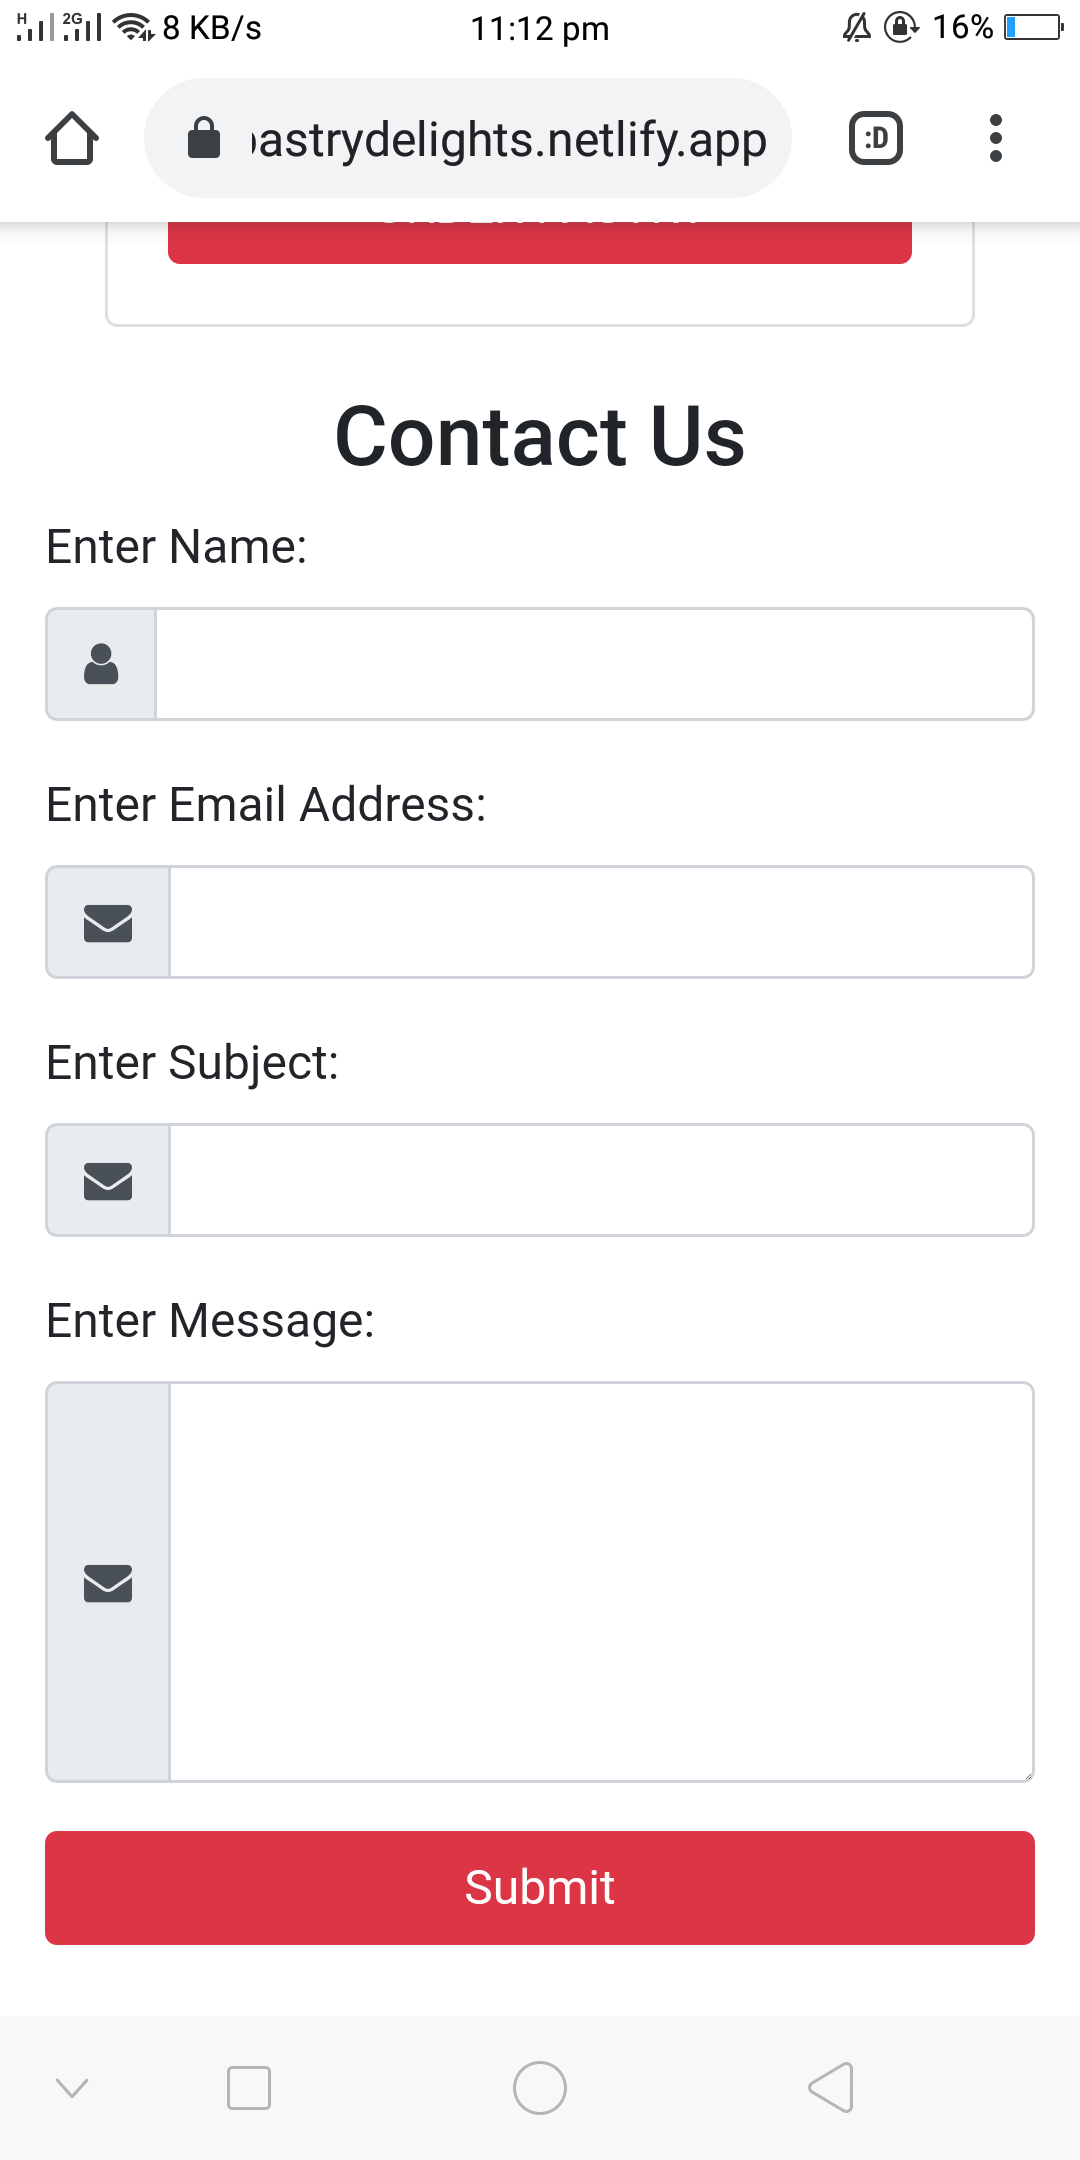 H 2G 8 KB/s 11:12 pm 16%
astrydelights.netlify.app :D
Contact Us
Enter Name:
Enter Email Address:
Enter Subject:
Enter Message:
Submit